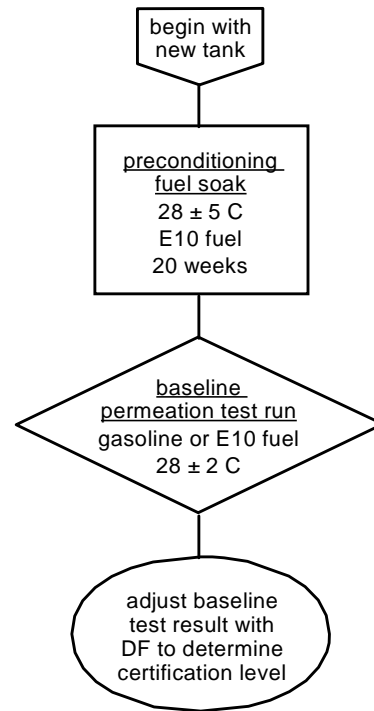 begin with
new tank
preconditioning
fuel soak
28 ± 5 C
E10 fuel
20 weeks
baseline
permeation test run
gasoline or E10 fuel
28 ± 2 C
adjust baseline
test result with
DF to determine
certification level